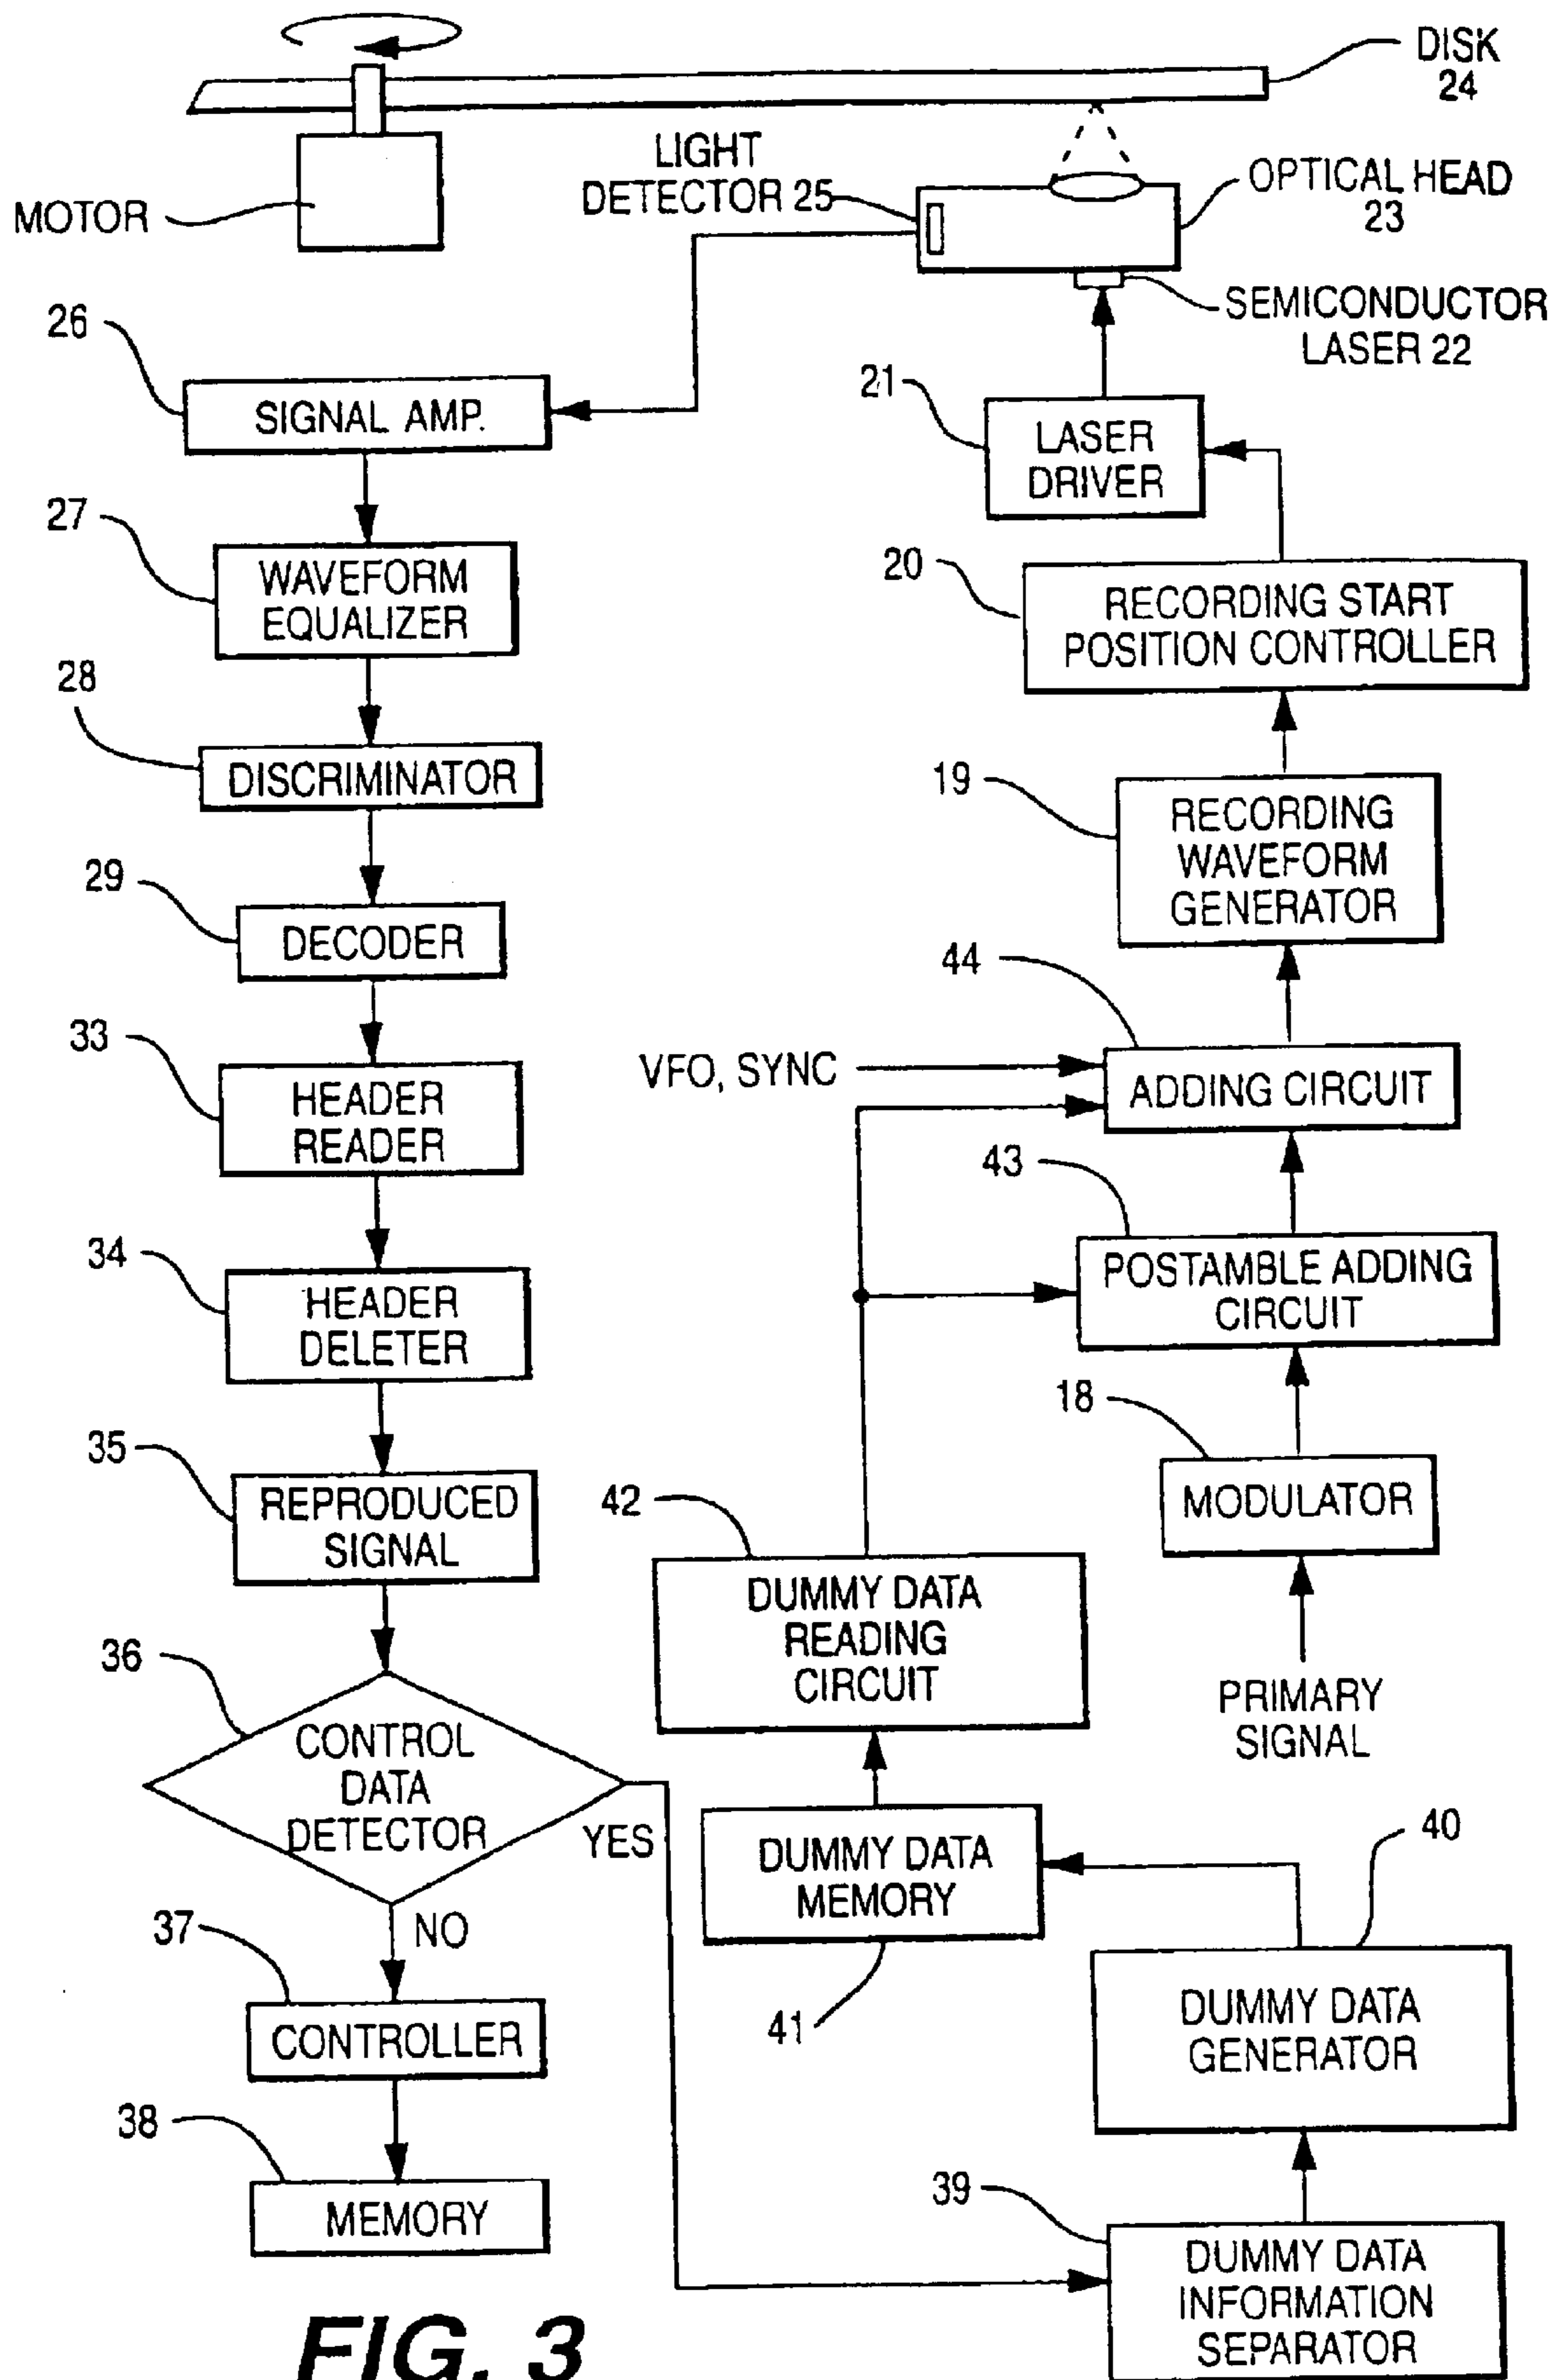 DISK
24
LIGHT
DETECTOR 25
OPTICAL HEAD
23
MOTOR
SEMICONDUCTOR
LASER 22
26
SIGNAL AMP.
21
LASER
DRIVER
27
WAVEFORM
EQUALIZER
20
RECORDING START
POSITION CONTROLLER
28
DISCRIMINATOR
19
RECORDING
WAVEFORM
GENERATOR
29
DECODER
44
VFO, SYNC
ADDING CIRCUIT
33
HEADER
READER
43
POSTAMBLE ADDING
CIRCUIT
34
HEADER
DELETER
18
MODULATOR
PRIMARY
SIGNAL
35
REPRODUCED
SIGNAL
42
DUMMY DATA
READING
CIRCUIT
36
CONTROL
DATA
DETECTOR
YES
NO
DUMMY DATA
MEMORY
41
40
DUMMY DATA
GENERATOR
37
CONTROLLER
38
MEMORY
39
DUMMY DATA
INFORMATION
SEPARATOR
FIG. 3